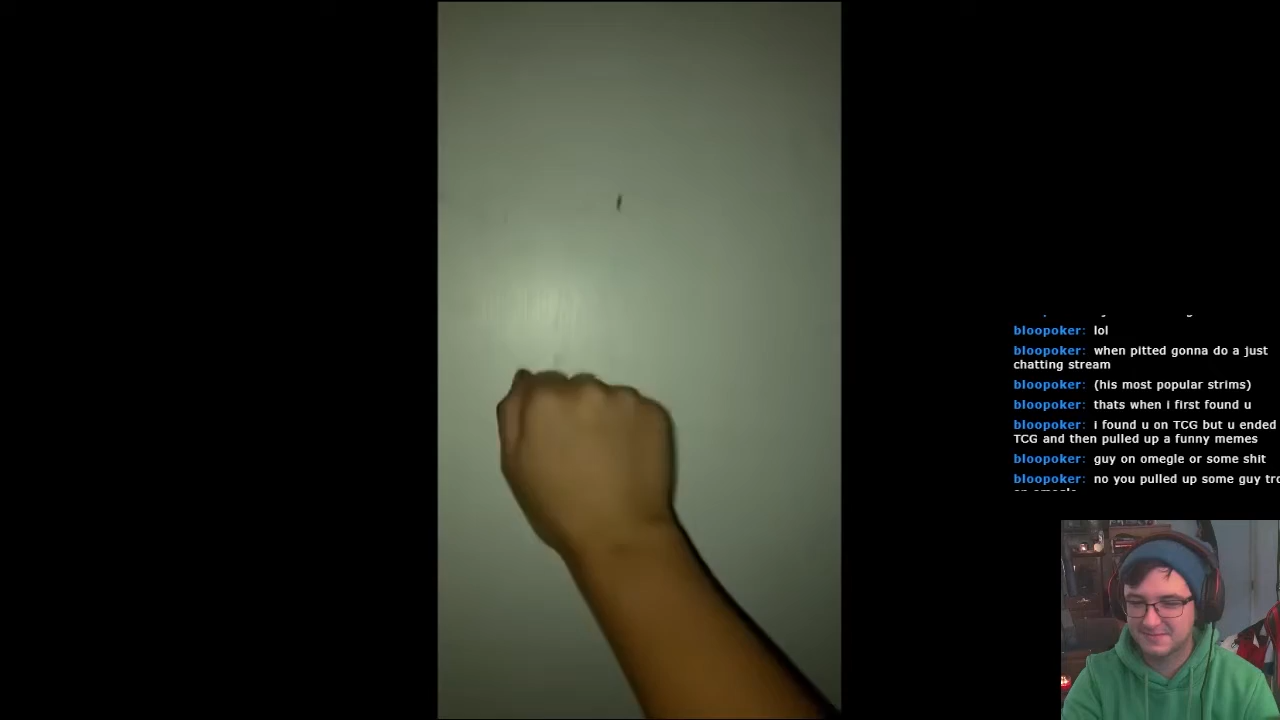 bloopoker: lol
bloopoker: when pitted gonna do a just
chatting stream
bloopoker: (his most popular strims)
bloopoker: thats when i first found u
bloopoker: i found u on TCG but u ended
TCG and then pulled up a funny memes
bloopoker: guy on omegle or some shit
bloopoker: no you pulled up some guy